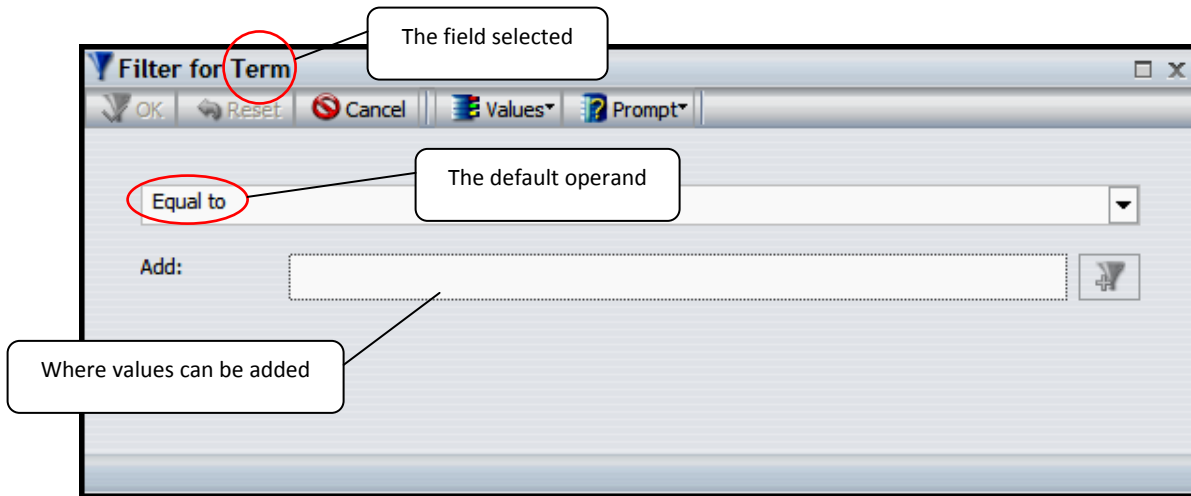 The field selected
Filter for Term
OK Reset Cancel Values Prompt
The default operand
Equal to
Add:
Where values can be added